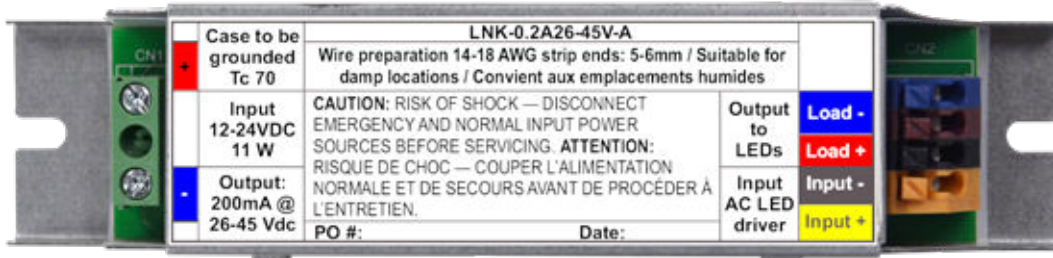 LNK-0.2A26-45V-A
Case to be
grounded
Tc 70
Wire preparation 14-18 AWG strip ends: 5-6mm / Suitable for
damp locations / Convient aux emplacements humides
CN1
+
Input
12-24VDC
11 W
-
Output:
200mA @
26-45 Vdc
CAUTION: RISK OF SHOCK — DISCONNECT
EMERGENCY AND NORMAL INPUT POWER
SOURCES BEFORE SERVICING. ATTENTION:
RISQUE DE CHOC — COUPER L'ALIMENTATION
NORMALE ET DE SECOURS AVANT DE PROCÉDER À
L'ENTRETIEN.
PO #: Date:
Output
to
LEDs
Load -
Load +
Input
AC LED
driver
Input -
Input +
CN2